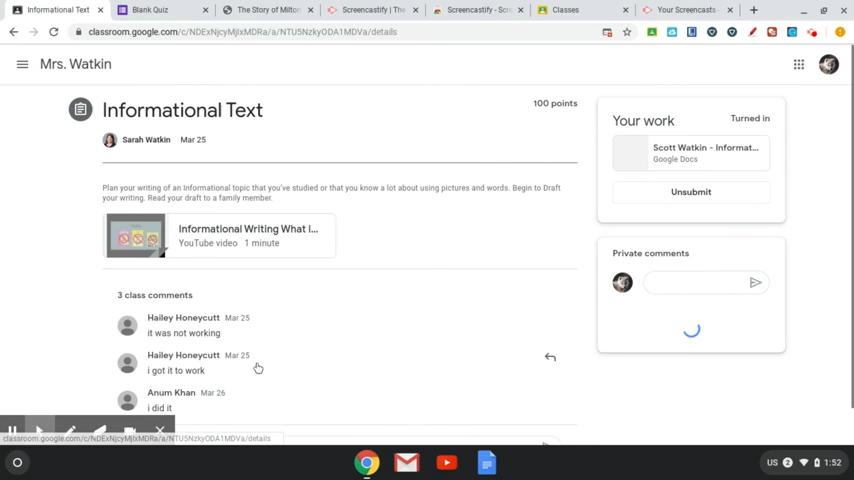 Informational Text
Blank Quiz
The Story of Milton
Screencastify | The
Screencastify - Scre
Classes
Your Screencasts -
classroom.google.com/c/NDExNjcyMjIxMDRa/a/NTU5NzkyODA1MDVa/details
Mrs. Watkin
Informational Text
100 points
Sarah Watkin Mar 25
Plan your writing of an Informational topic that you've studied or that you know a lot about using pictures and words. Begin to Draft
your writing. Read your draft to a family member.
Informational Writing What I...
YouTube video 1 minute
3 class comments
Hailey Honeycutt Mar 25
it was not working
Hailey Honeycutt Mar 25
i got it to work
Anum Khan Mar 26
i did it
Your work
Turned in
Scott Watkin - Informat...
Google Docs
Unsubmit
Private comments
classroom.google.com/c/NDExNjcyMjIxMDRa/a/NTU5NzkyODA1MDVa/details
US 2 1:52